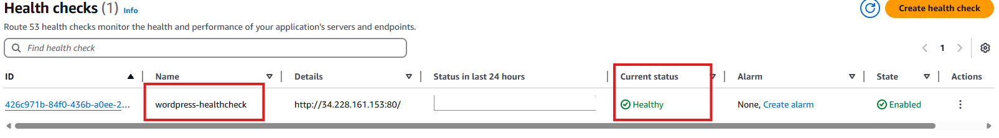 Health checks (1) Info
Create health check
Route 53 health checks monitor the health and performance of your application's servers and endpoints.
Find health check
1
ID Name Details Status in last 24 hours Current status Alarm State Actions
426c971b-84f0-436b-a0ee-2... wordpress-healthcheck http://34.228.161.153:80/ Healthy None, Create alarm Enabled